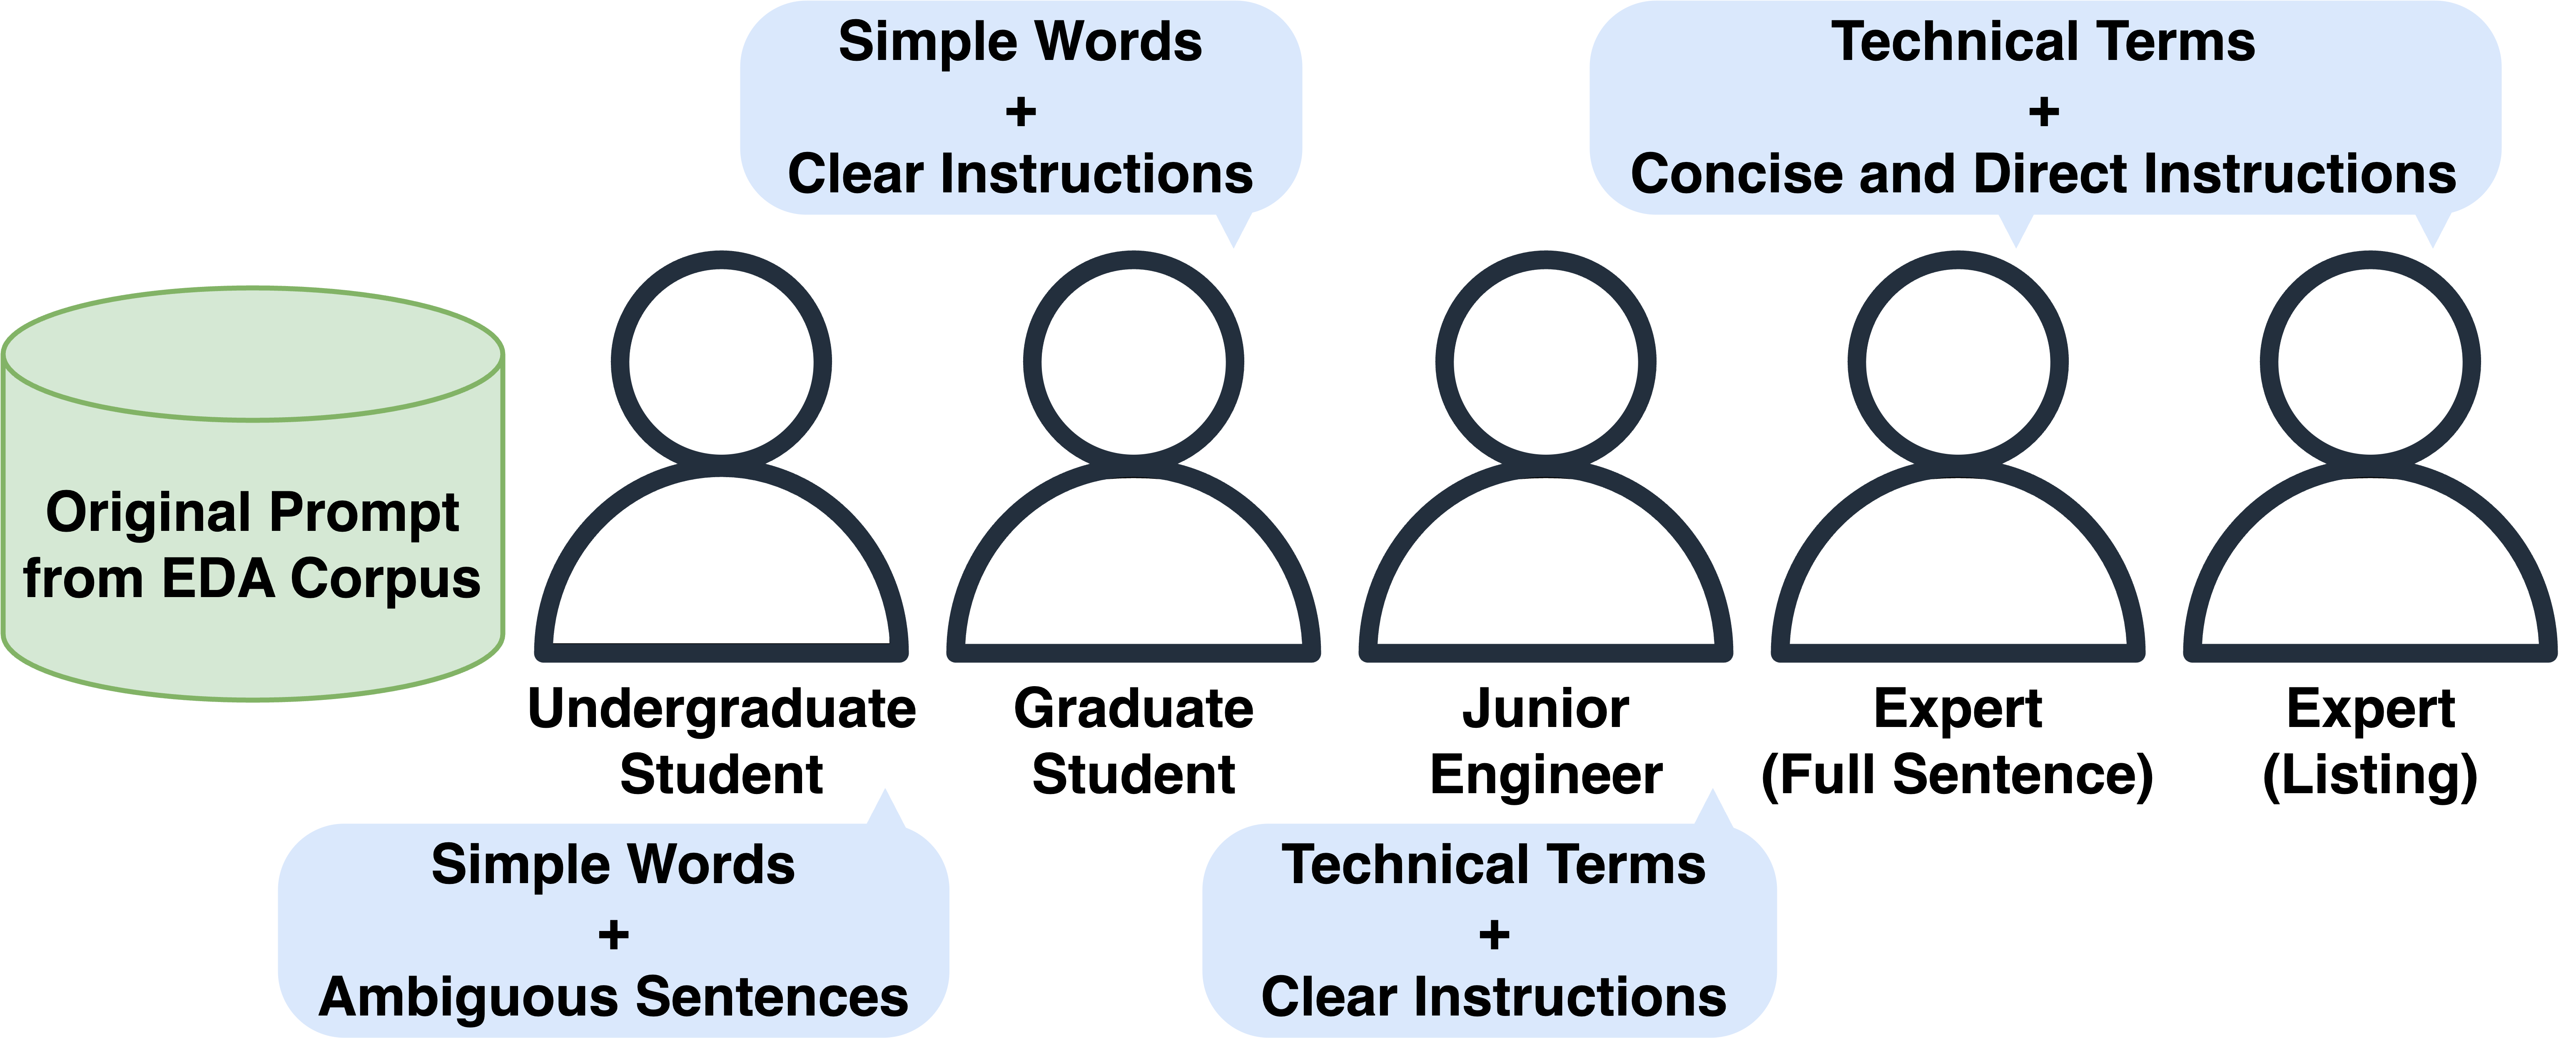 Simple Words
+
Clear Instructions
Technical Terms
+
Concise and Direct Instructions
Original Prompt
from EDA Corpus
Undergraduate
Student
Graduate
Student
Junior
Engineer
Expert
(Full Sentence)
Expert
(Listing)
Simple Words
+
Ambiguous Sentences
Technical Terms
+
Clear Instructions